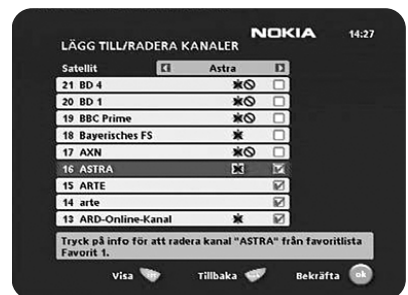 NOKIA 14:27
LÄGG TILL/RADERA KANALER
Satellit Astra
21 BD 4
20 BD 1
19 BBC Prime
18 Bayerisches FS
17 AXN
16 ASTRA
15 ARTE
14 arte
13 ARD-Online-Kanal
Tryck på info för att radera kanal "ASTRA" från favoritlista
Favorit 1.
Visa Tillbaka Bekräfta ok